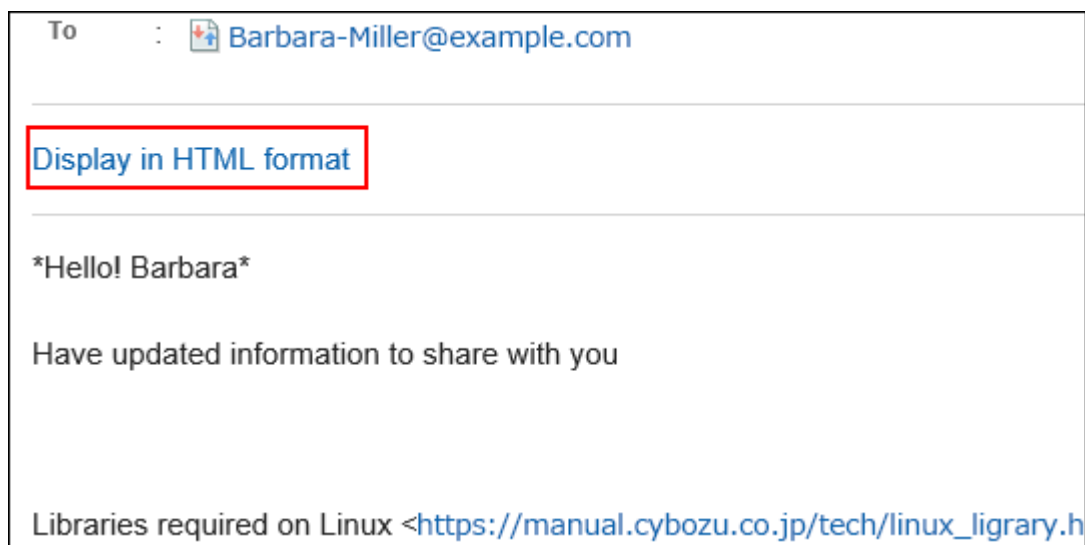 To : Barbara-Miller@example.com
Display in HTML format
*Hello! Barbara*
Have updated information to share with you
Libraries required on Linux <https://manual.cybozu.co.jp/tech/linux_ligrary.h